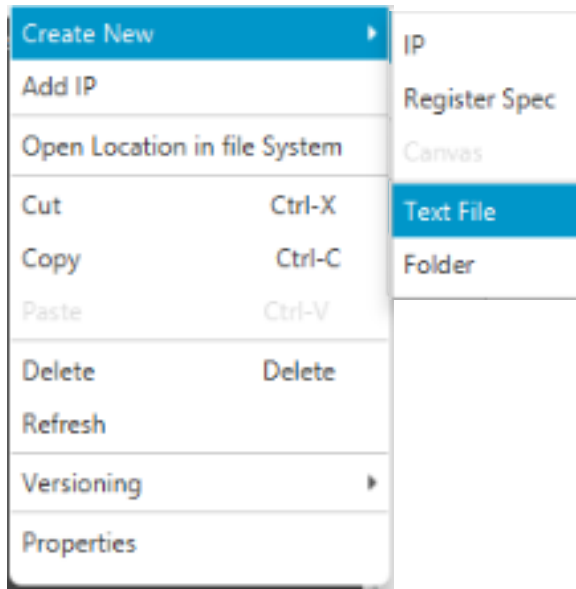 Create New
Add IP
Open Location in file System
Cut Ctrl-X
Copy Ctrl-C
Paste Ctrl-V
Delete Delete
Refresh
Versioning
Properties
IP
Register Spec
Canvas
Text File
Folder